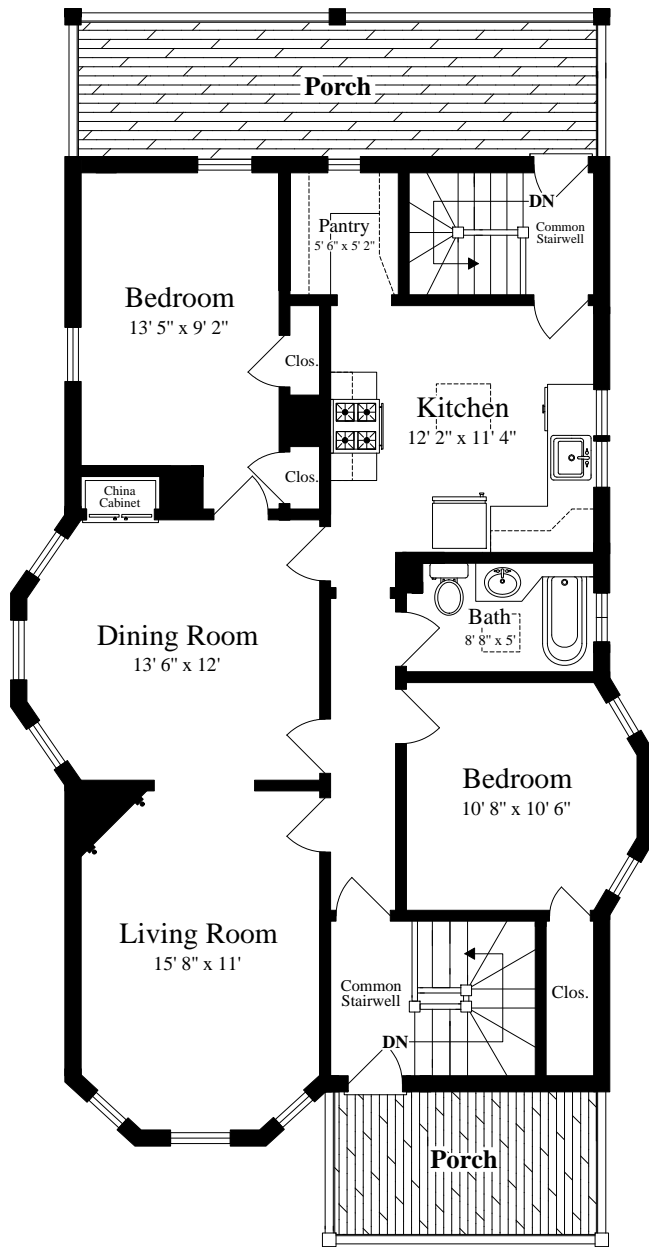 Porch
DN
Common
Stairwell
Pantry
5' 6" x 5' 2"
Bedroom
13' 5" x 9' 2"
Clos.
Kitchen
12' 2" x 11' 4"
Clos.
China
Cabinet
Bath
8' 8" x 5'
Dining Room
13' 6" x 12'
Bedroom
10' 8" x 10' 6"
Living Room
15' 8" x 11'
Common
Stairwell
Clos.
DN
Porch